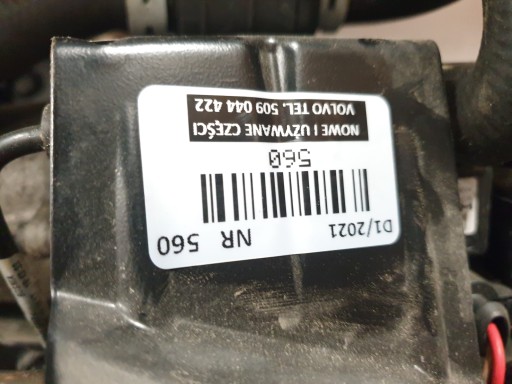 D1/2021 NR 560
560
NOWE I UŻYWANE CZĘŚCI
VOLVO TEL. 509 044 422